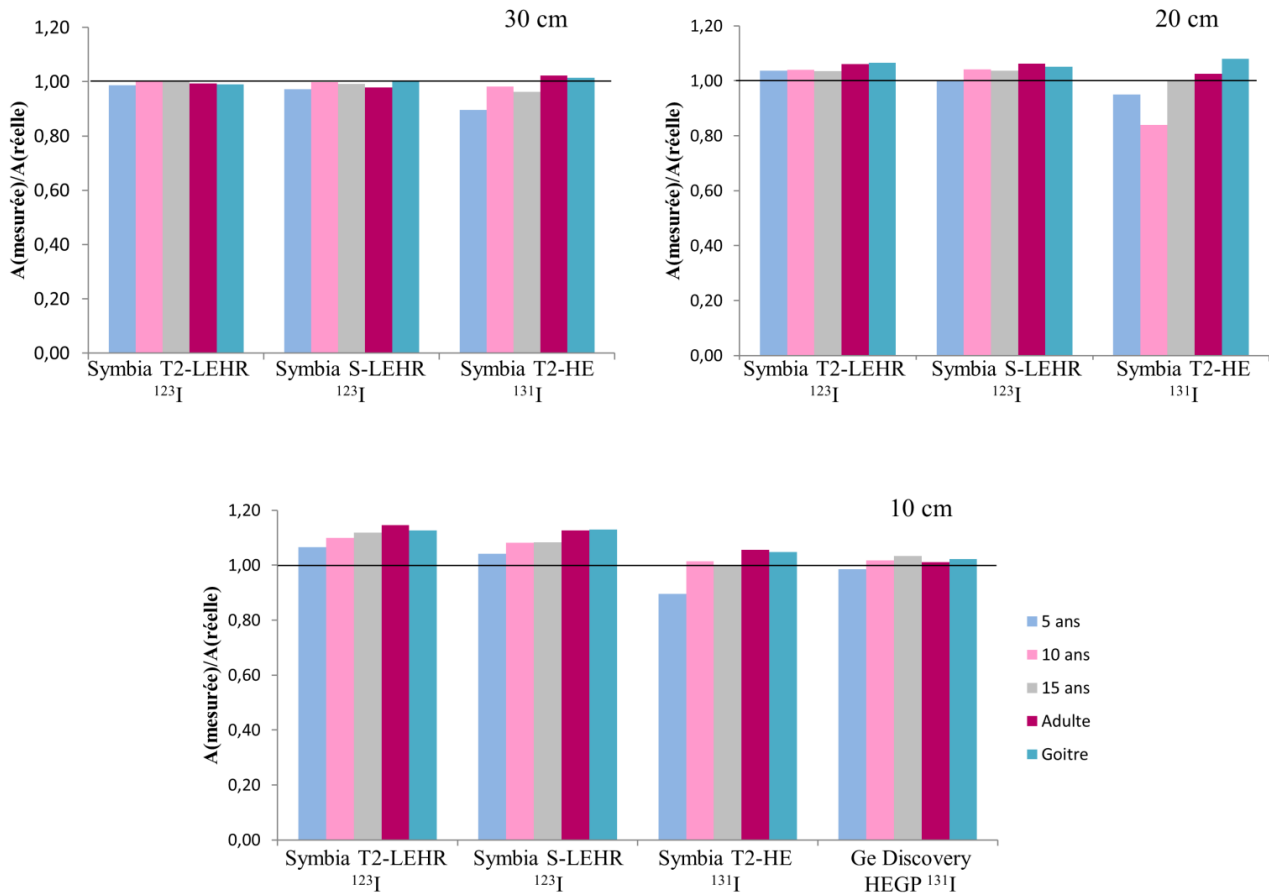 30 cm
A(mesurée)/A(réelle)
1,20
1,00
0,80
0,60
0,40
0,20
0,00
Symbia T2-LEHR
¹²³I
Symbia S-LEHR
¹²³I
Symbia T2-HE
¹³¹I
20 cm
A(mesurée)/A(réelle)
1,20
1,00
0,80
0,60
0,40
0,20
0,00
Symbia T2-LEHR
¹²³I
Symbia S-LEHR
¹²³I
Symbia T2-HE
¹³¹I
10 cm
A(mesurée)/A(réelle)
1,20
1,00
0,80
0,60
0,40
0,20
0,00
Symbia T2-LEHR
¹²³I
Symbia S-LEHR
¹²³I
Symbia T2-HE
¹³¹I
Ge Discovery
HEGP ¹³¹I
5 ans
10 ans
15 ans
Adulte
Goitre